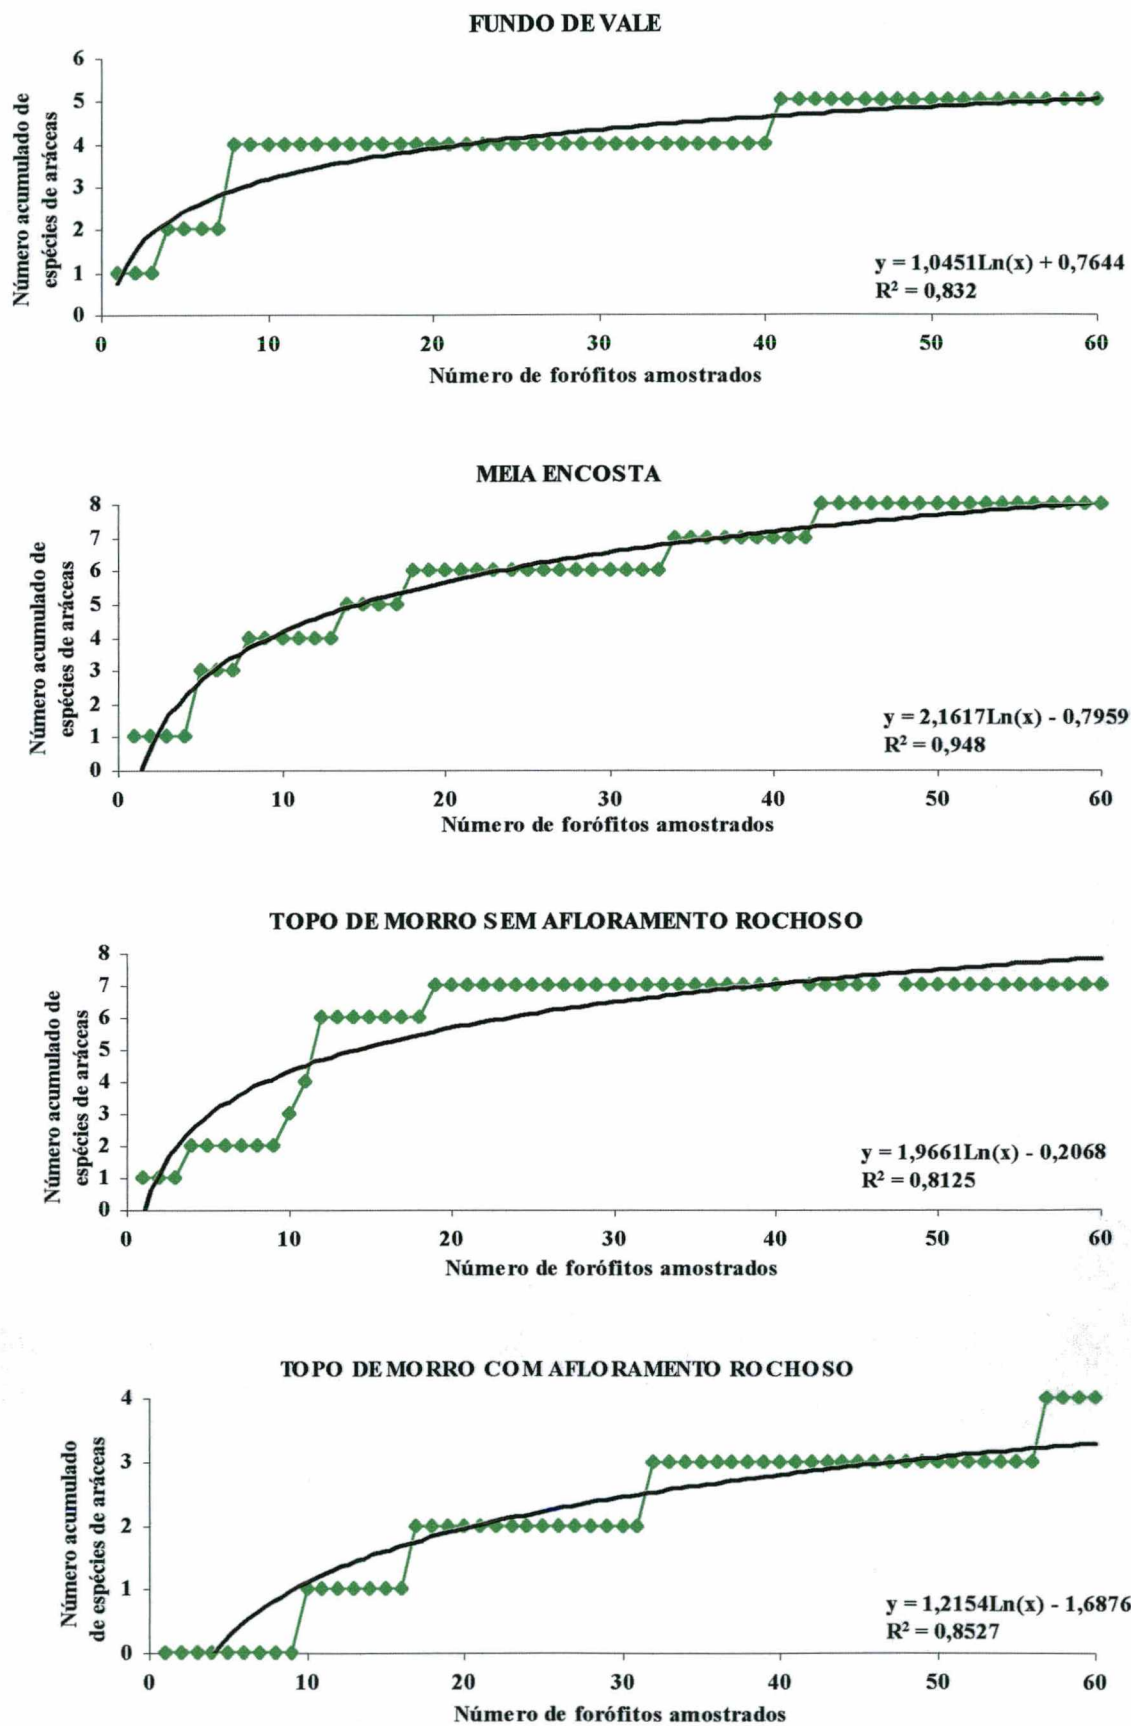 FUNDO DE VALE
Número acumulado de
espécies de aráceas
6
5
4
3
2
1
0
y = 1,0451Ln(x) + 0,7644
R² = 0,832
0 10 20 30 40 50 60
Número de forófitos amostrados
MEIA ENCOSTA
Número acumulado de
espécies de aráceas
8
7
6
5
4
3
2
1
0
y = 2,1617Ln(x) - 0,7959
R² = 0,948
0 10 20 30 40 50 60
Número de forófitos amostrados
TOPO DE MORRO SEM AFLORAMENTO ROCHOSO
Número acumulado de
espécies de aráceas
8
7
6
5
4
3
2
1
0
y = 1,9661Ln(x) - 0,2068
R² = 0,8125
0 10 20 30 40 50 60
Número de forófitos amostrados
TOPO DE MORRO COM AFLORAMENTO ROCHOSO
Número acumulado
de espécies de aráceas
4
3
2
1
0
y = 1,2154Ln(x) - 1,6876
R² = 0,8527
0 10 20 30 40 50 60
Número de forófitos amostrados